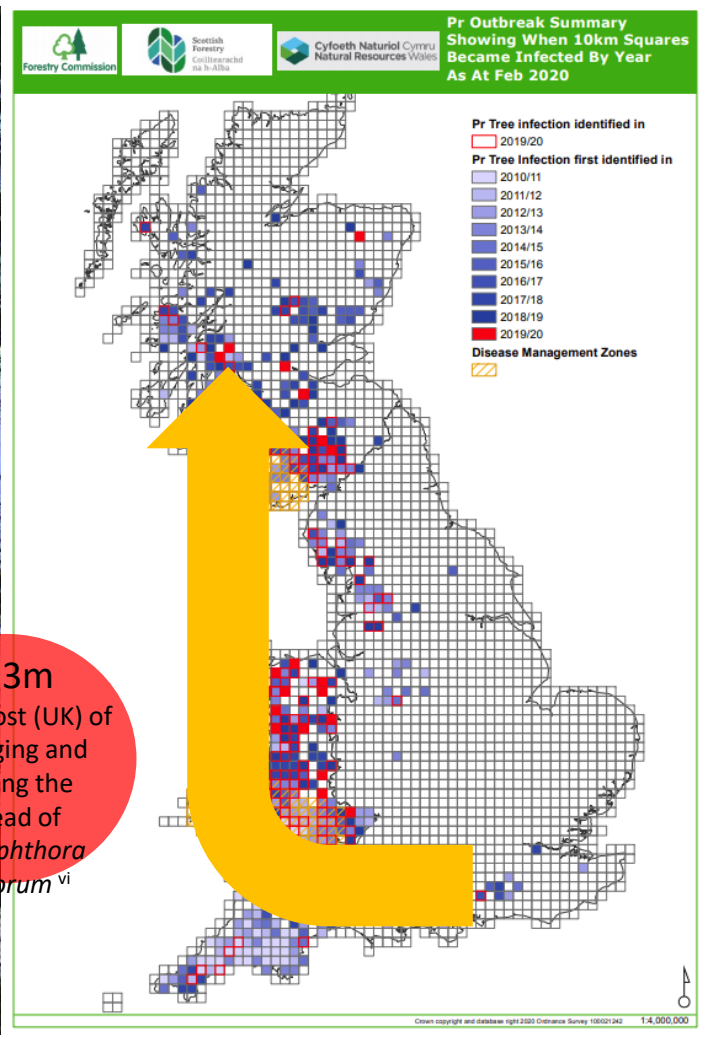 Forestry Commission
Scottish
Forestry
Coilltearachd
na h-Alba
Cyfoeth Naturiol Cymru
Natural Resources Wales
Pr Outbreak Summary
Showing When 10km Squares
Became Infected By Year
As At Feb 2020
Pr Tree infection identified in
2019/20
Pr Tree Infection first identified in
2010/11
2011/12
2012/13
2013/14
2014/15
2015/16
2016/17
2017/18
2018/19
2019/20
Disease Management Zones
3m
ost (UK) of
ging and
ing the
ead of
phthora
orum vi
Crown copyright and database right 2020 Ordnance Survey 100021242
1:4,000,000